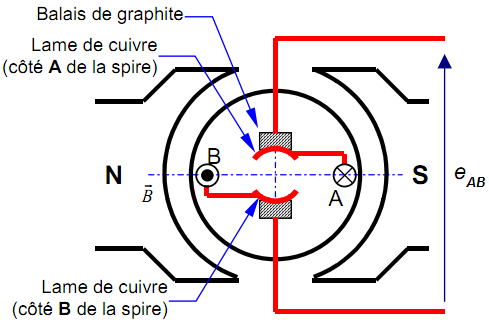 Balais de graphite
Lame de cuivre
(côté A de la spire)
B
N
S
A
B⃗
e_AB
Lame de cuivre
(côté B de la spire)